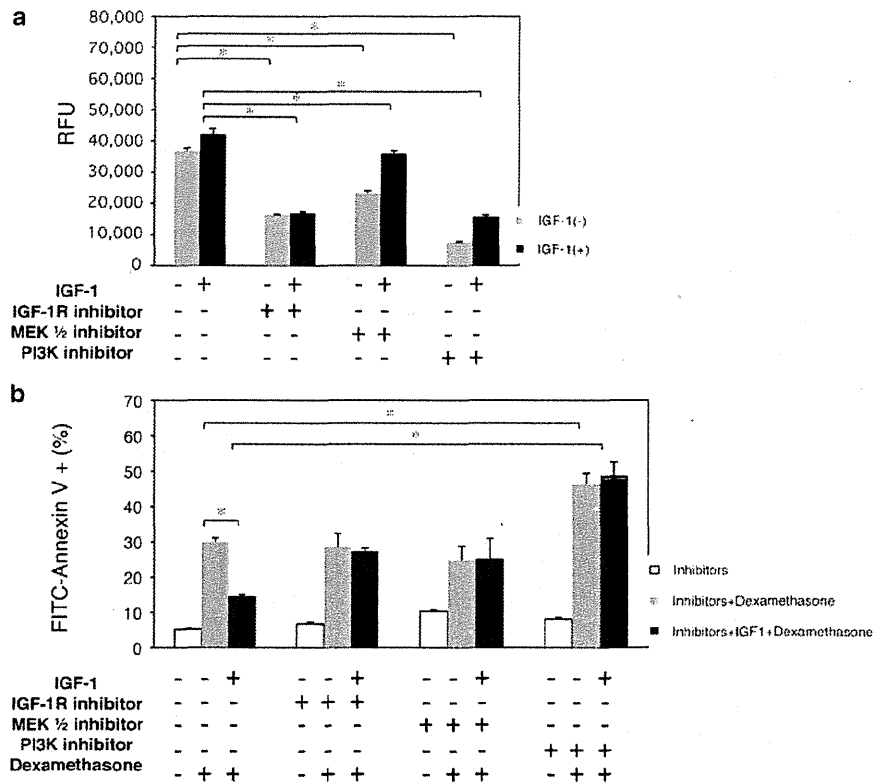 a
80,000
70,000
60,000
50,000
40,000
30,000
20,000
10,000
0
RFU
*
*
*
*
*
*
IGF-1(-)
IGF-1(+)
IGF-1 - + - + - + - +
IGF-1R inhibitor - - + + - - - -
MEK ½ inhibitor - - - - + + - -
PI3K inhibitor - - - - - - + +
b
70
60
50
40
30
20
10
0
FITC-Annexin V + (%)
*
*
*
Inhibitors
Inhibitors+Dexamethasone
Inhibitors+IGF1+Dexamethasone
IGF-1 - - + - - + - - + - - +
IGF-1R inhibitor - - - + + + - - - - - -
MEK ½ inhibitor - - - - - - + + + - - -
PI3K inhibitor - - - - - - - - - + + +
Dexamethasone - + + - + + - + + - + +